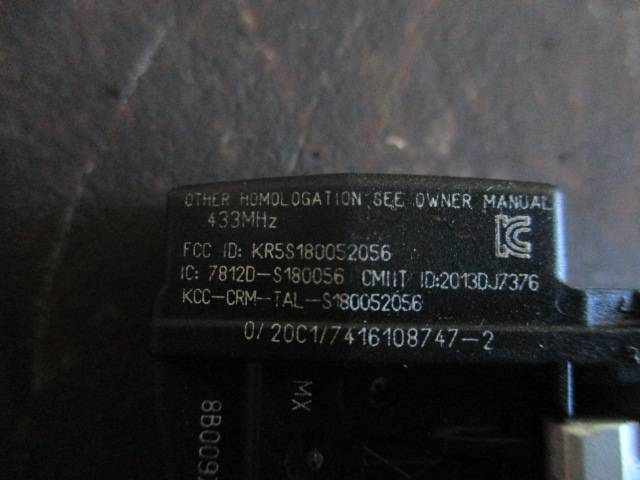 OTHER HOMOLOGATION SEE OWNER MANUAL
433MHz
FCC ID: KR5S180052056
IC: 7812D-S180056 CMIIT ID:2013DJ7376
KCC-CRM-TAL-S180052056
0/20C1/7416108747-2
MX